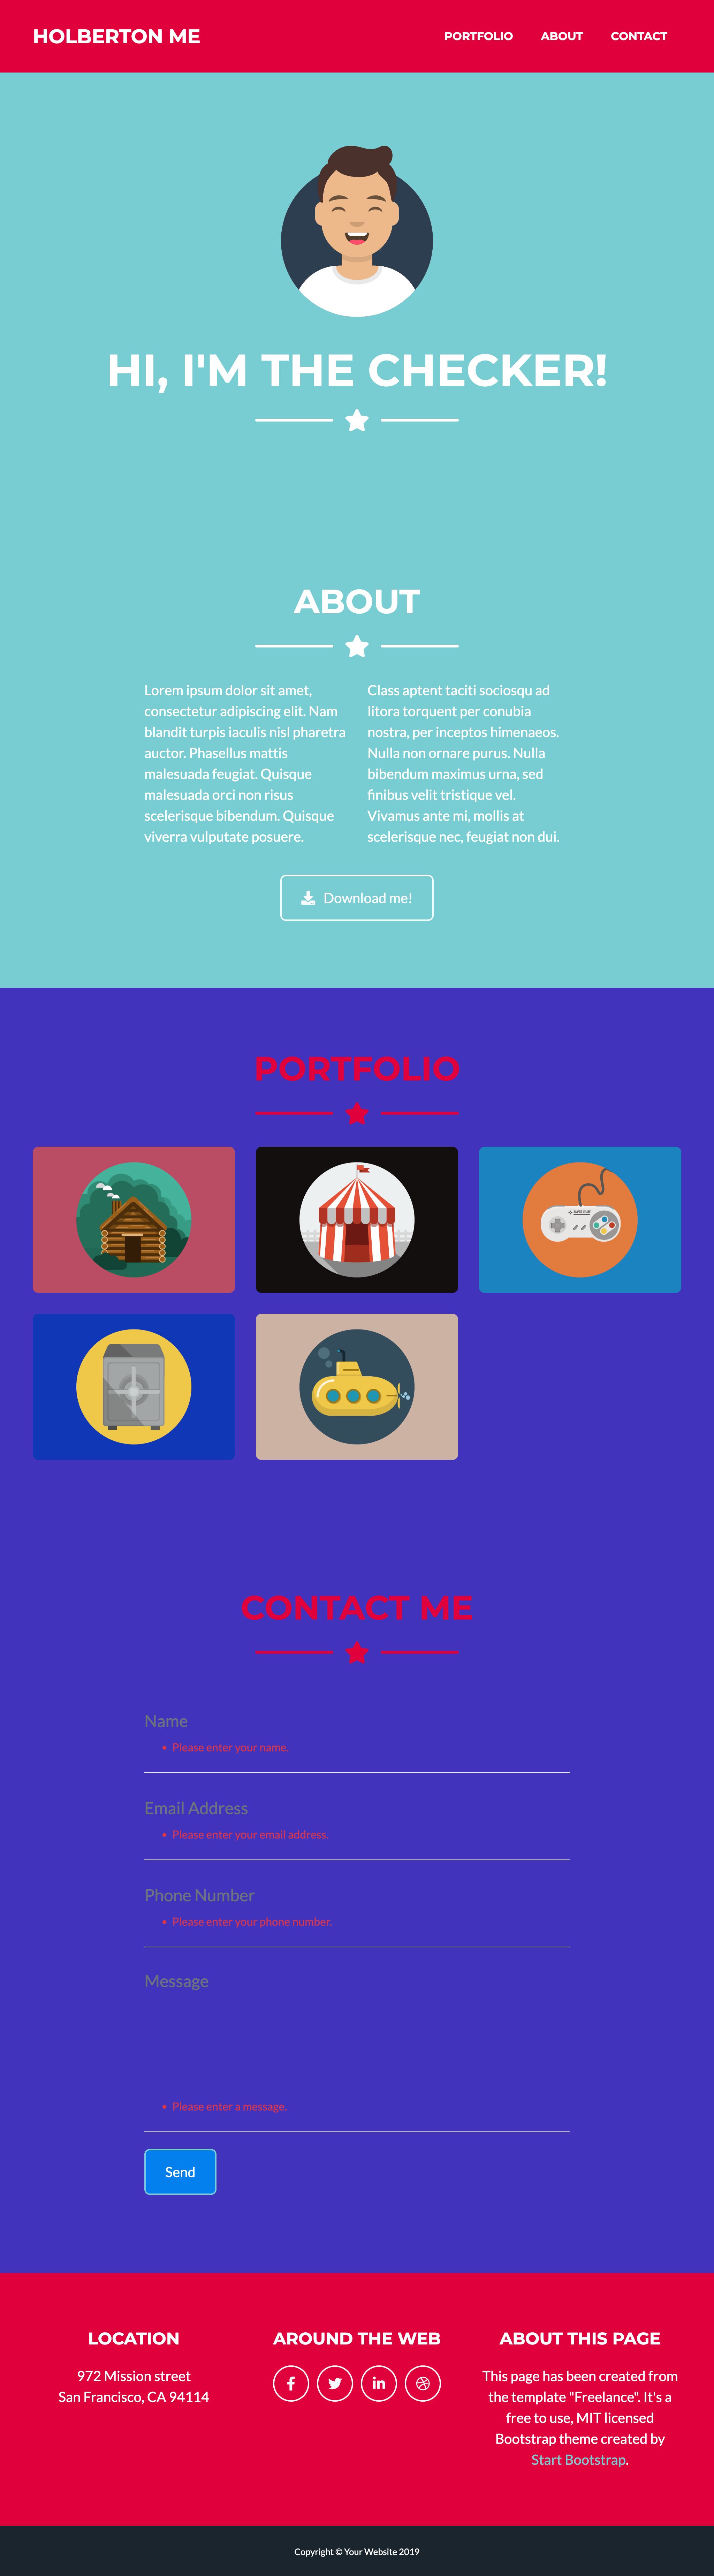 HOLBERTON ME
PORTFOLIO
ABOUT
CONTACT
HI, I'M THE CHECKER!
ABOUT
Lorem ipsum dolor sit amet,
consectetur adipiscing elit. Nam
blandit turpis iaculis nisl pharetra
auctor. Phasellus mattis
malesuada feugiat. Quisque
malesuada orci non risus
scelerisque bibendum. Quisque
viverra vulputate posuere.
Class aptent taciti sociosqu ad
litora torquent per conubia
nostra, per inceptos himenaeos.
Nulla non ornare purus. Nulla
bibendum maximus urna, sed
finibus velit tristique vel.
Vivamus ante mi, mollis at
scelerisque nec, feugiat non dui.
Download me!
PORTFOLIO
CONTACT ME
Name
• Please enter your name.
Email Address
• Please enter your email address.
Phone Number
• Please enter your phone number.
Message
• Please enter a message.
Send
LOCATION
972 Mission street
San Francisco, CA 94114
AROUND THE WEB
ABOUT THIS PAGE
This page has been created from
the template "Freelance". It's a
free to use, MIT licensed
Bootstrap theme created by
Start Bootstrap.
Copyright © Your Website 2019